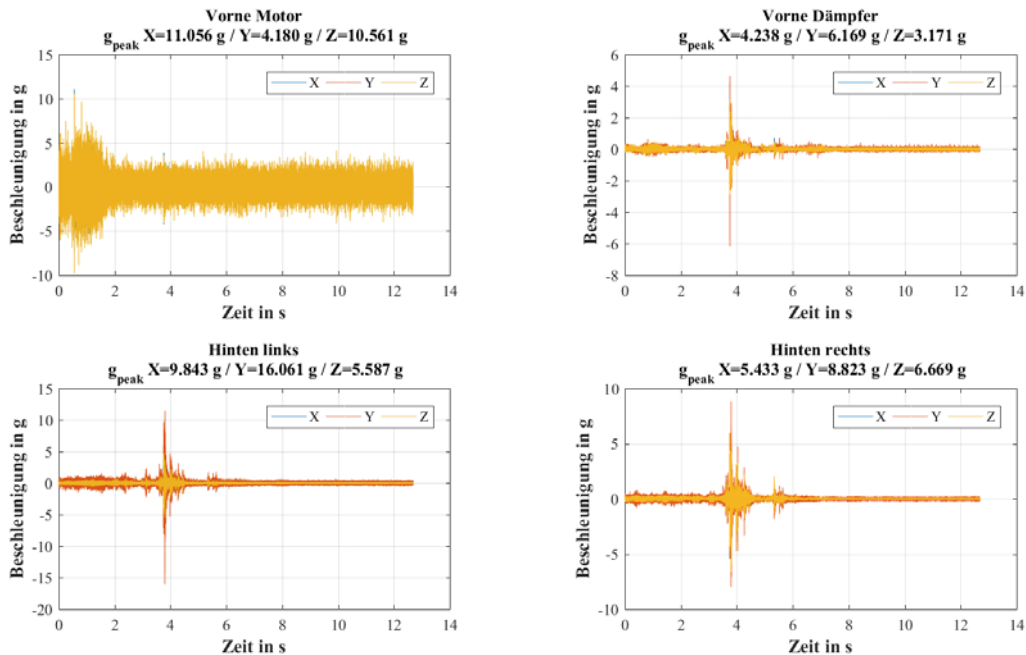 Vorne Motor
g_peak X=11.056 g / Y=4.180 g / Z=10.561 g
X Y Z
Beschleunigung in g
15
10
5
0
-5
-10
0 2 4 6 8 10 12 14
Zeit in s
Vorne Dämpfer
g_peak X=4.238 g / Y=6.169 g / Z=3.171 g
X Y Z
Beschleunigung in g
6
4
2
0
-2
-4
-6
-8
0 2 4 6 8 10 12 14
Zeit in s
Hinten links
g_peak X=9.843 g / Y=16.061 g / Z=5.587 g
X Y Z
Beschleunigung in g
15
10
5
0
-5
-10
-15
-20
0 2 4 6 8 10 12 14
Zeit in s
Hinten rechts
g_peak X=5.433 g / Y=8.823 g / Z=6.669 g
X Y Z
Beschleunigung in g
10
5
0
-5
-10
0 2 4 6 8 10 12 14
Zeit in s